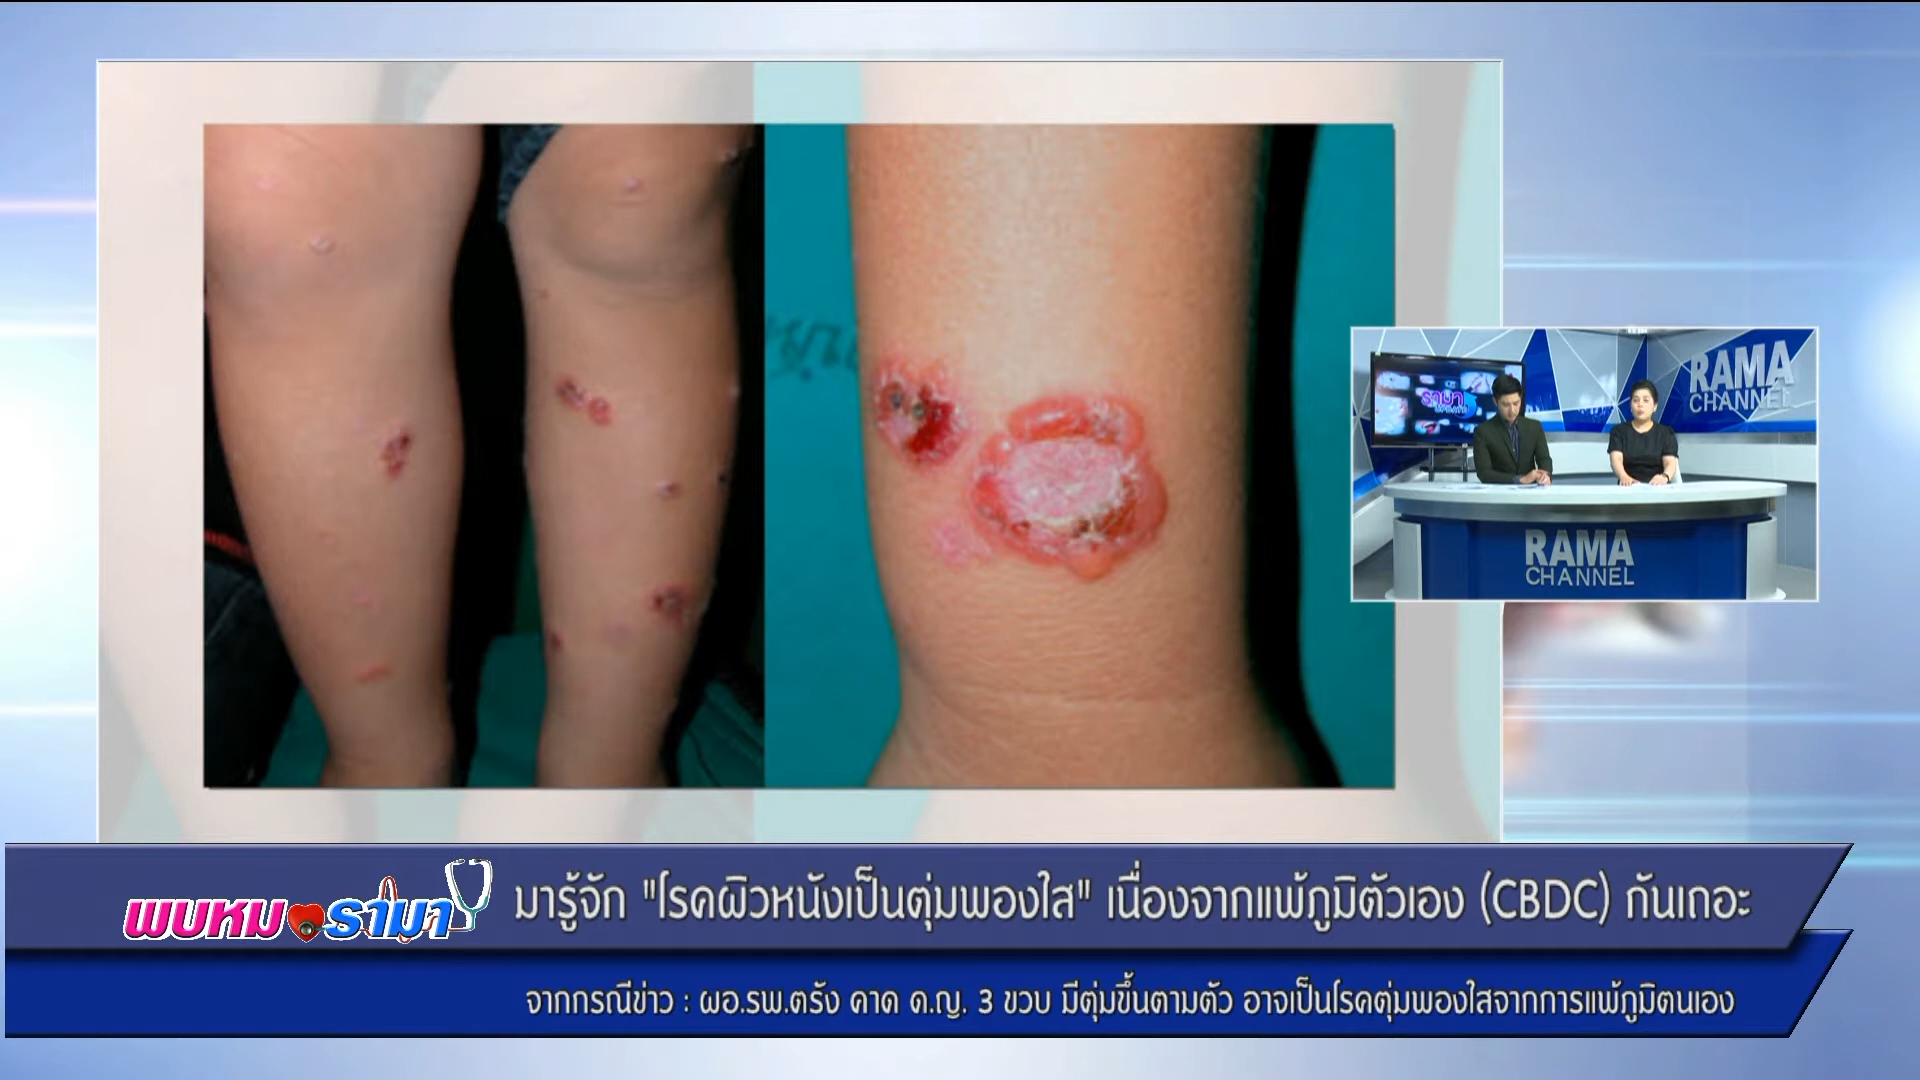 RAMA
CHANNEL
รามา
UPDATE
RAMA
CHANNEL
พบหมอรามา
มารู้จัก "โรคผิวหนังเป็นตุ่มพองใส" เนื่องจากแพ้ภูมิตัวเอง (CBDC) กันเถอะ
จากกรณีข่าว : ผอ.รพ.ตรัง คาด ด.ญ. 3 ขวบ มีตุ่มขึ้นตามตัว อาจเป็นโรคตุ่มพองใสจากการแพ้ภูมิตนเอง